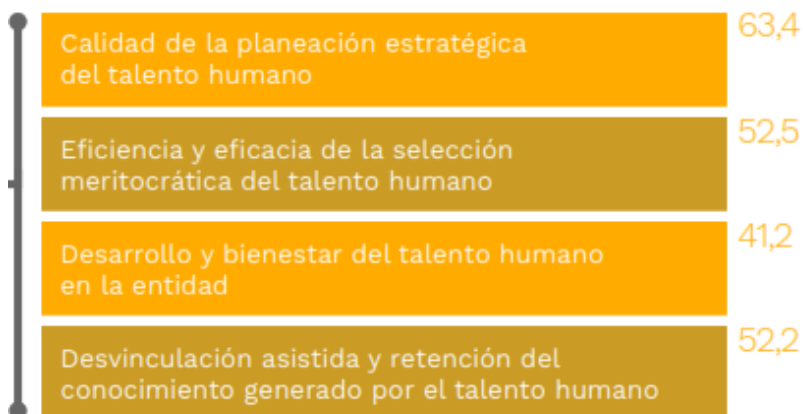 Calidad de la planeación estratégica
del talento humano
63,4
Eficiencia y eficacia de la selección
meritocrática del talento humano
52,5
Desarrollo y bienestar del talento humano
en la entidad
41,2
Desvinculación asistida y retención del
conocimiento generado por el talento humano
52,2